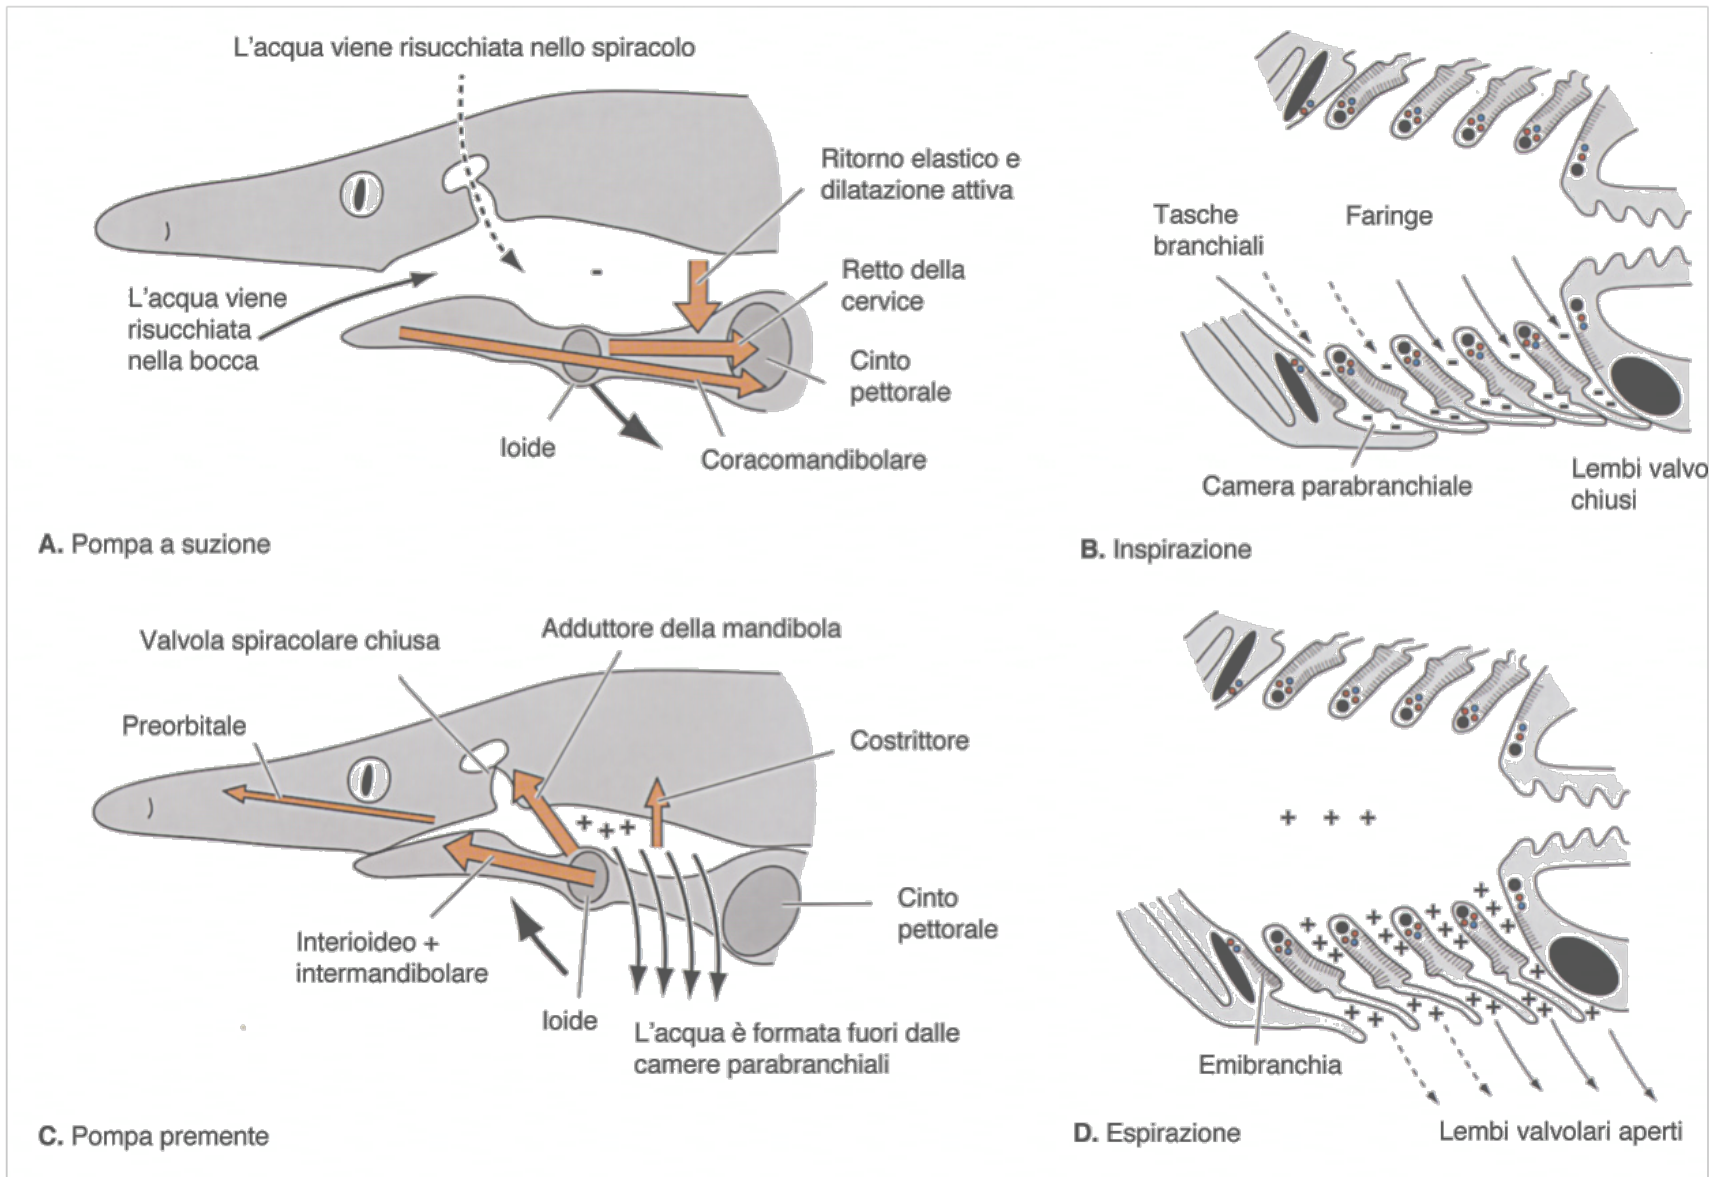 L'acqua viene risucchiata nello spiracolo
Ritorno elastico e
dilatazione attiva
Retto della
cervice
L'acqua viene
risucchiata
nella bocca
Cinto
pettorale
Ioide
Coracomandibolare
A. Pompa a suzione
Tasche
branchiali
Faringe
Camera parabranchiale
Lembi valvo
chiusi
B. Inspirazione
Valvola spiracolare chiusa
Adduttore della mandibola
Preorbitale
Costrittore
Cinto
pettorale
Interioideo +
intermandibolare
Ioide
L'acqua è formata fuori dalle
camere parabranchiali
C. Pompa premente
Emibranchia
Lembi valvolari aperti
D. Espirazione